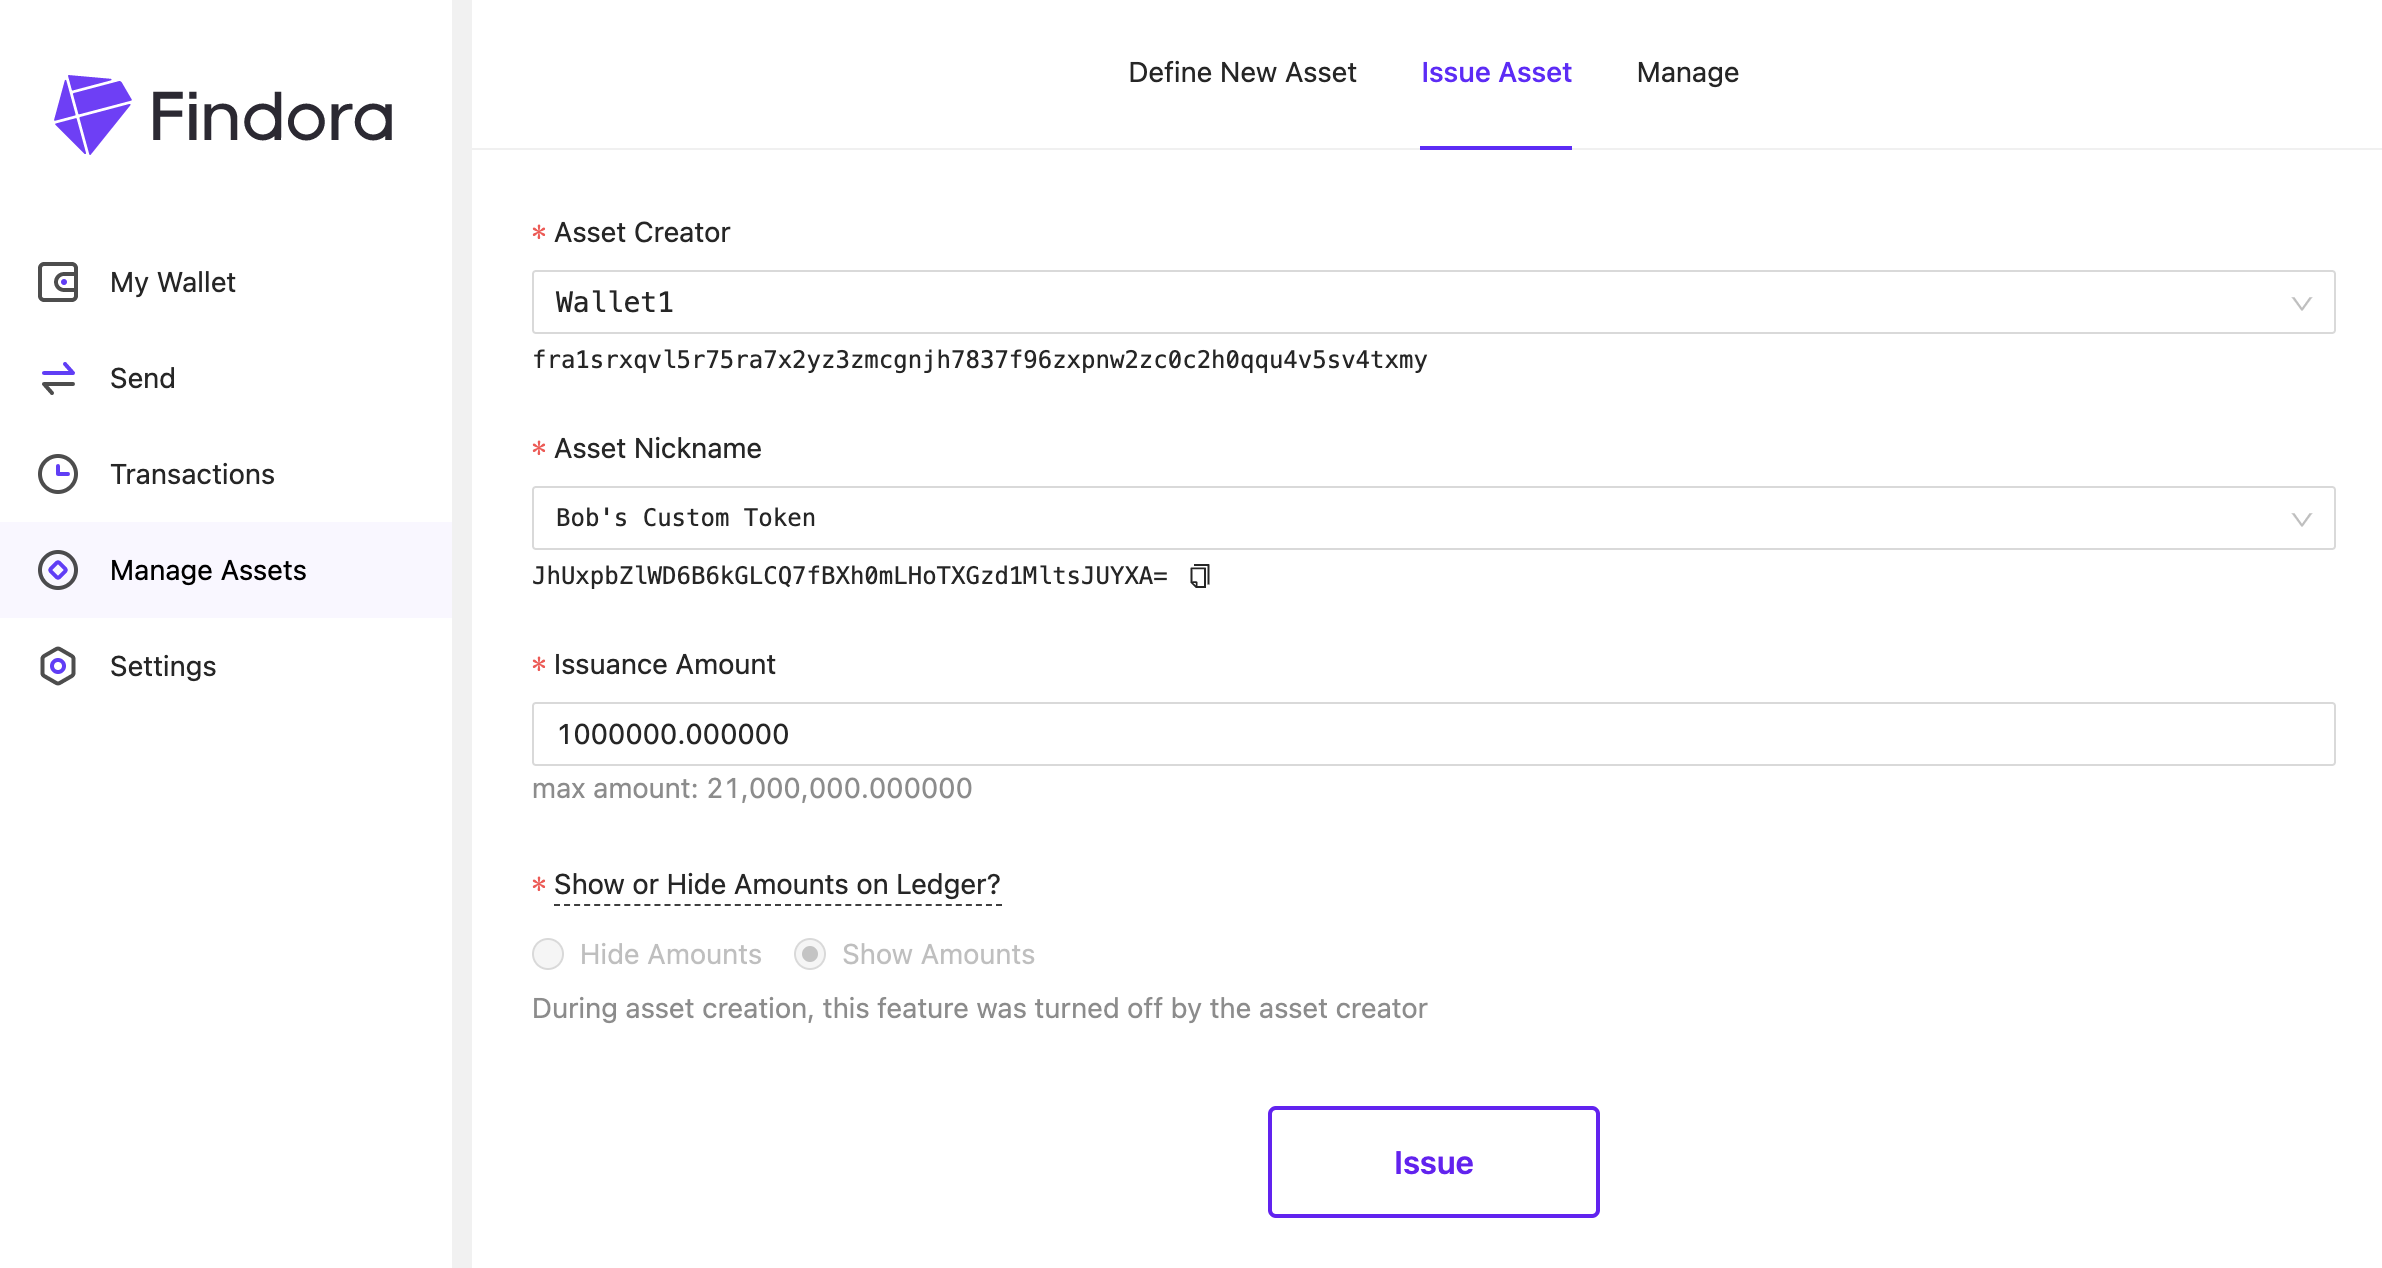 Findora
My Wallet
Send
Transactions
Manage Assets
Settings
Define New Asset
Issue Asset
Manage
* Asset Creator
Wallet1
fra1srxqvl5r75ra7x2yz3zmcgnjh7837f96zxpnw2zc0c2h0qqu4v5sv4txmy
* Asset Nickname
Bob's Custom Token
JhUxpbZlWD6B6kGLCQ7fBXh0mLHoTXGzd1MltsJUYXA=
* Issuance Amount
1000000.000000
max amount: 21,000,000.000000
* Show or Hide Amounts on Ledger?
Hide Amounts Show Amounts
During asset creation, this feature was turned off by the asset creator
Issue